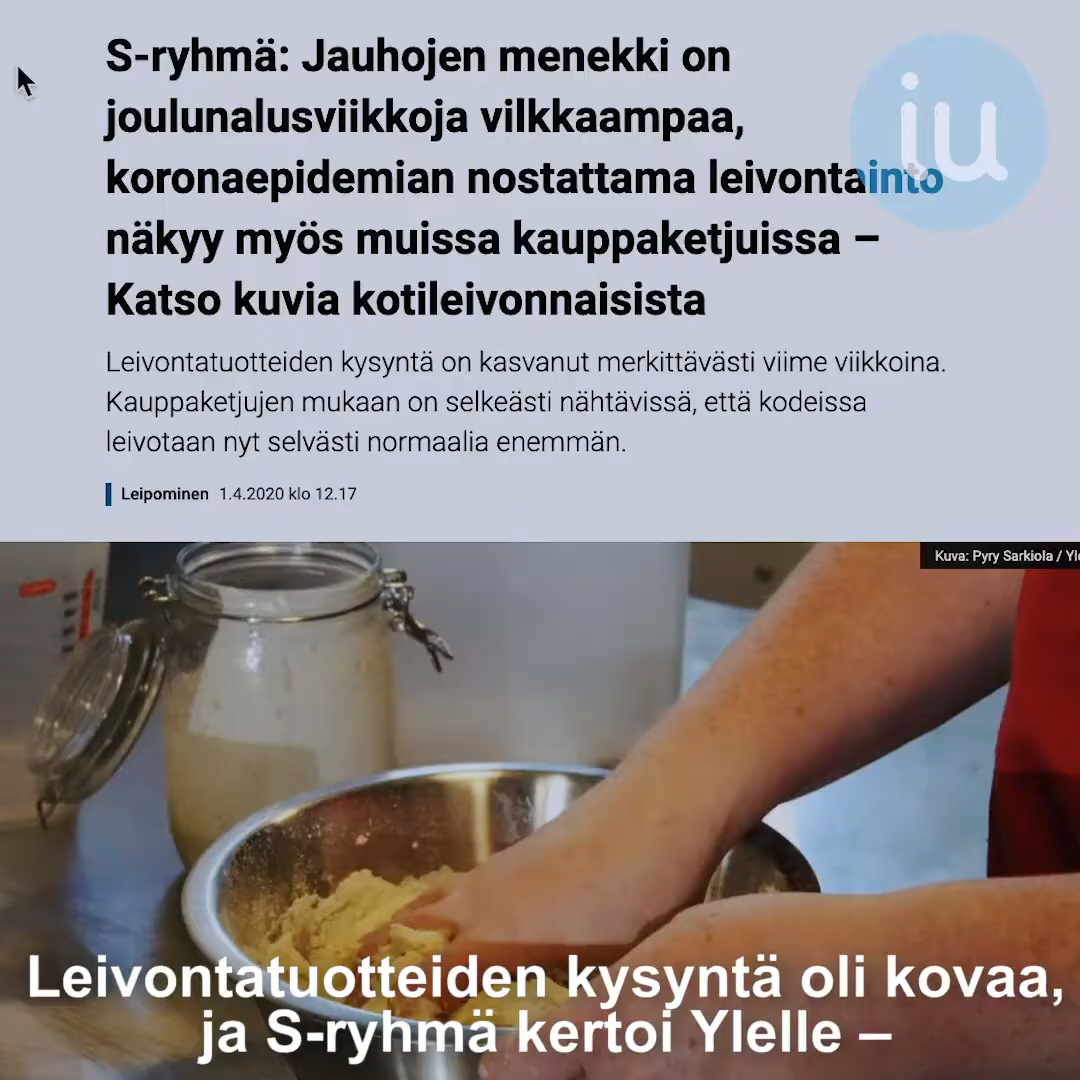 S-ryhmä: Jauhojen menekki on
joulunalusviikkoja vilkkaampaa,
koronaepidemian nostattama leivontainto
näkyy myös muissa kauppaketjuissa –
Katso kuvia kotileivonnaisista
iu
Leivontatuotteiden kysyntä on kasvanut merkittävästi viime viikkoina.
Kauppaketjujen mukaan on selkeästi nähtävissä, että kodeissa
leivotaan nyt selvästi normaalia enemmän.
Leipominen 1.4.2020 klo 12.17
Kuva: Pyry Sarkiola / Yle
Leivontatuotteiden kysyntä oli kovaa,
ja S-ryhmä kertoi Ylelle –